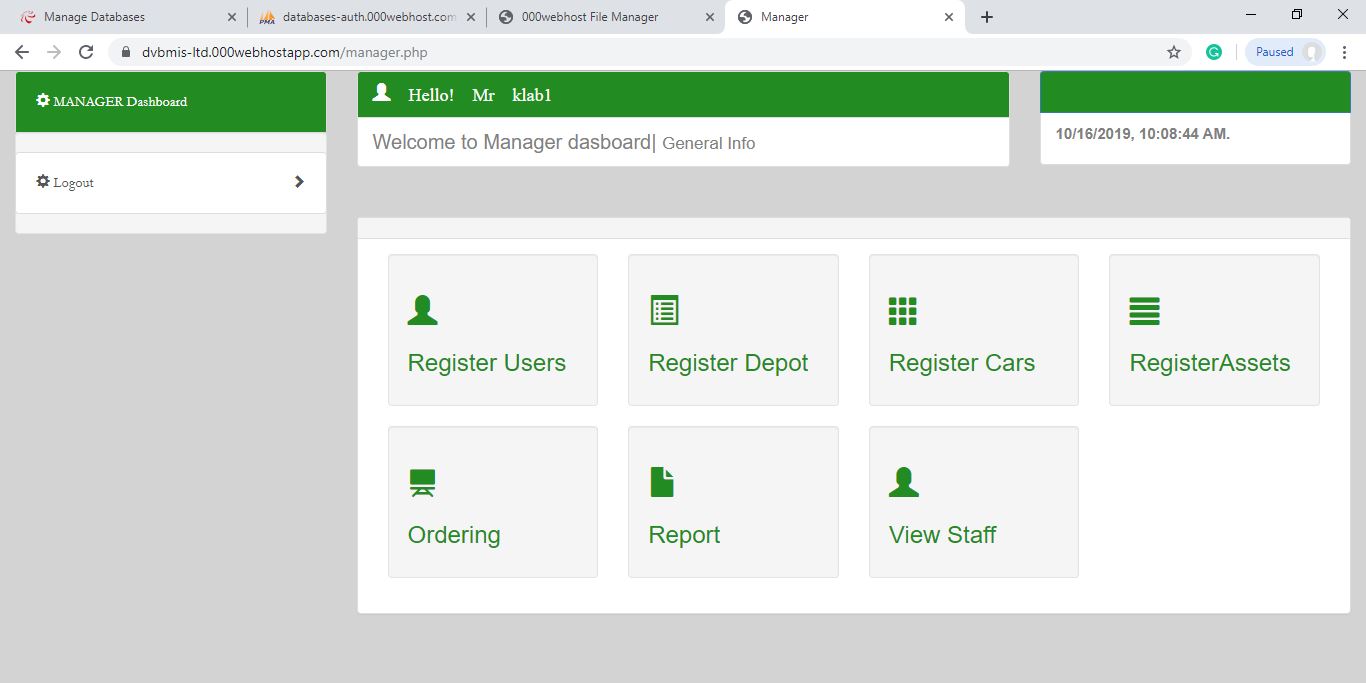 Manage Databases
databases-auth.000webhost.com
000webhost File Manager
Manager
dvbmis-ltd.000webhostapp.com/manager.php
Paused
MANAGER Dashboard
Logout
Hello! Mr klab1
Welcome to Manager dasboard| General Info
10/16/2019, 10:08:44 AM.
Register Users
Register Depot
Register Cars
RegisterAssets
Ordering
Report
View Staff